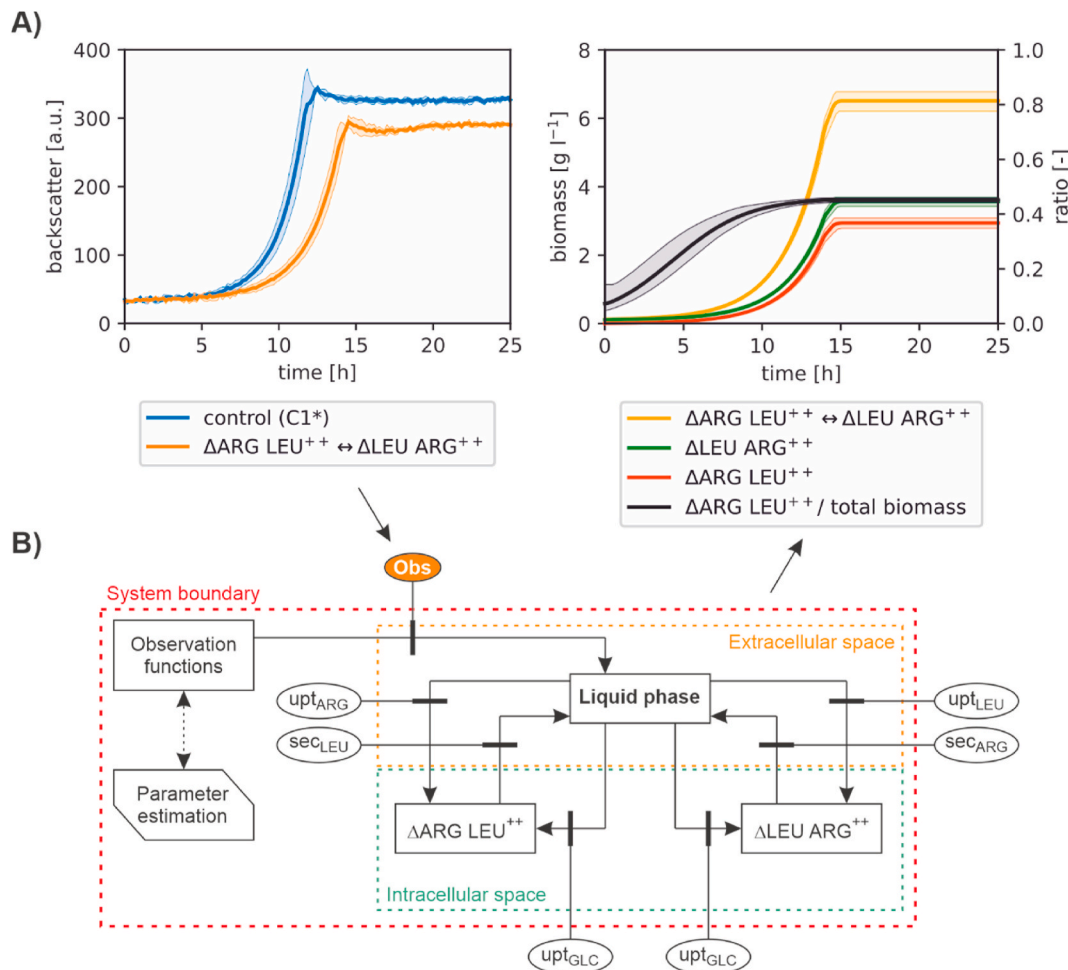 A)
400
300
200
100
0
backscatter [a.u.]
0 5 10 15 20 25
time [h]
8
6
4
2
0
biomass [g l⁻¹]
1.0
0.8
0.6
0.4
0.2
0.0
ratio [-]
0 5 10 15 20 25
time [h]
control (C1*)
ΔARG LEU⁺⁺ ↔ ΔLEU ARG⁺⁺
ΔARG LEU⁺⁺ ↔ ΔLEU ARG⁺⁺
ΔLEU ARG⁺⁺
ΔARG LEU⁺⁺
ΔARG LEU⁺⁺ / total biomass
B)
Obs
System boundary
Observation
functions
Extracellular space
Liquid phase
upt_ARG
upt_LEU
sec_LEU
sec_ARG
Parameter
estimation
ΔARG LEU⁺⁺
ΔLEU ARG⁺⁺
Intracellular space
upt_GLC
upt_GLC